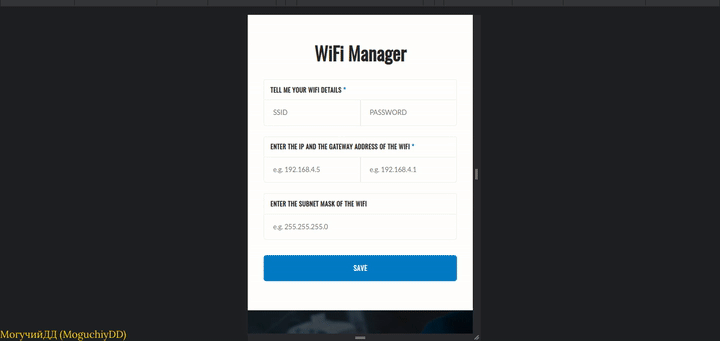 WiFi Manager
TELL ME YOUR WIFI DETAILS *
SSID PASSWORD
ENTER THE IP AND THE GATEWAY ADDRESS OF THE WIFI *
e.g. 192.168.4.5 e.g. 192.168.4.1
ENTER THE SUBNET MASK OF THE WIFI
e.g. 255.255.255.0
SAVE
МогучийДД (MoguchiyDD)